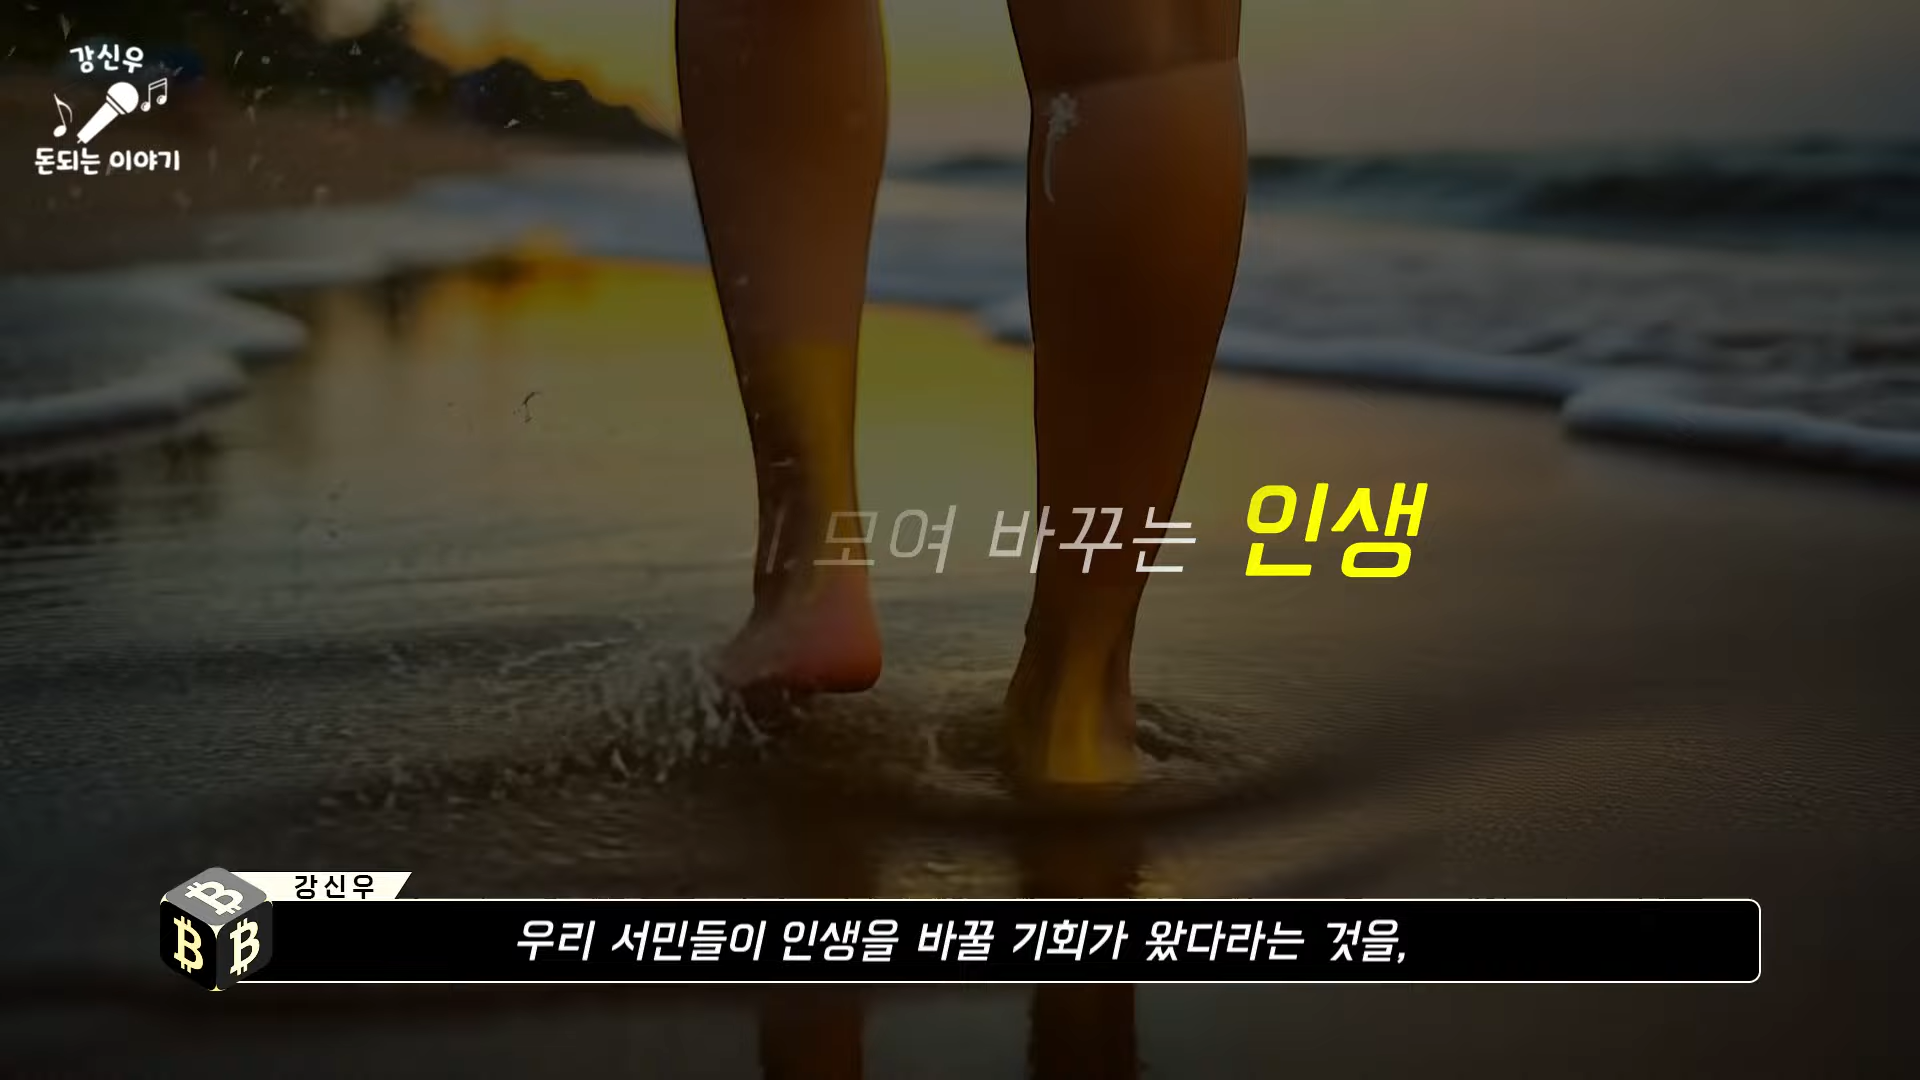 강신우
돈되는 이야기
모여 바꾸는 인생
강신우
우리 서민들이 인생을 바꿀 기회가 왔다라는 것을,